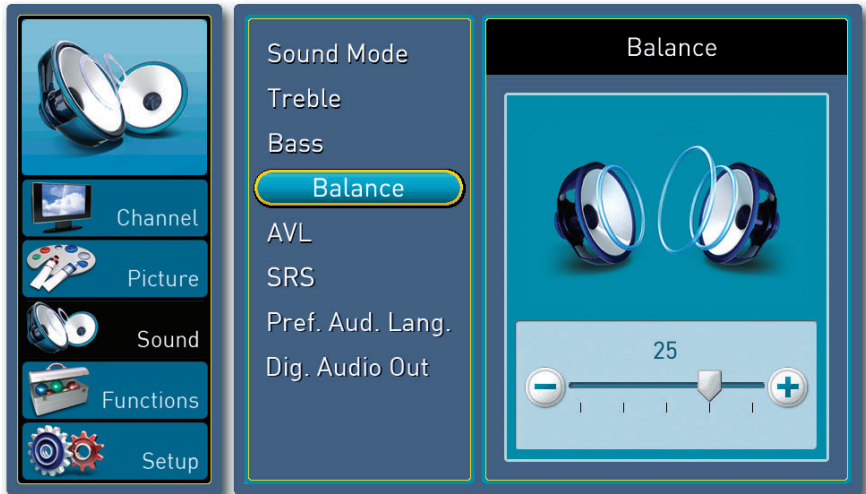 Channel
Picture
Sound
Functions
Setup
Sound Mode
Treble
Bass
Balance
AVL
SRS
Pref. Aud. Lang.
Dig. Audio Out
Balance
25